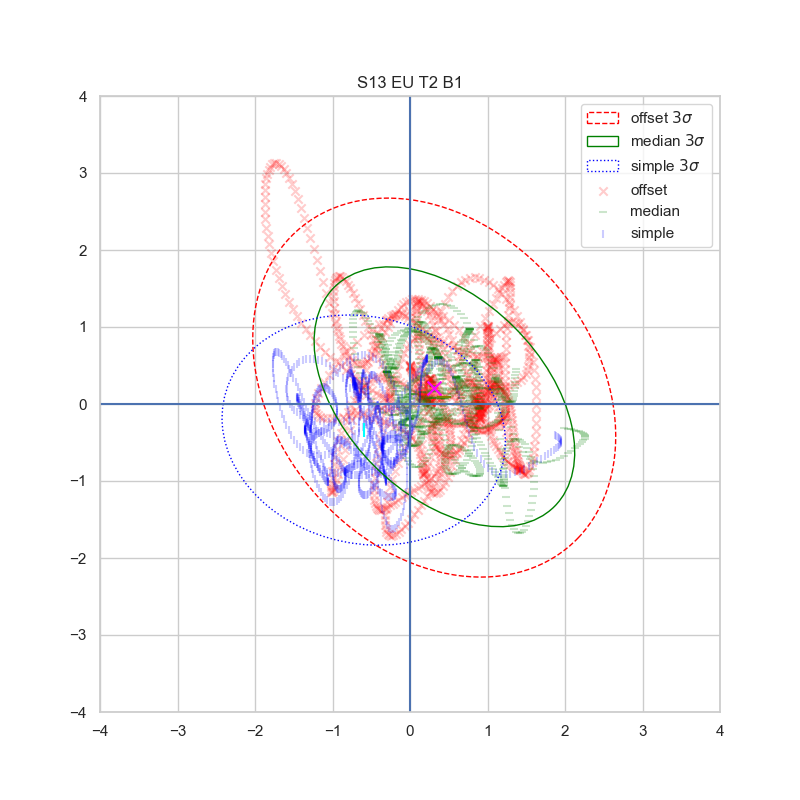 S13 EU T2 B1
offset 3σ
median 3σ
simple 3σ
offset
median
simple
4
3
2
1
0
−1
−2
−3
−4
−4 −3 −2 −1 0 1 2 3 4